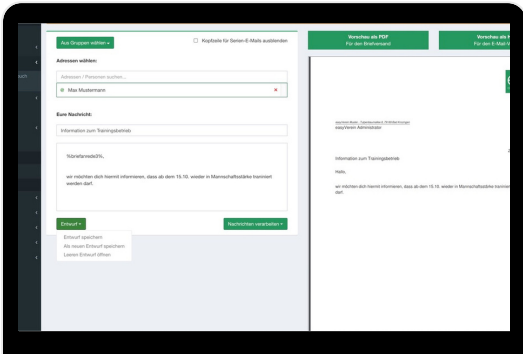 Aus Gruppen wählen
Kopfzeile für Serien-E-Mails ausblenden
Adressen wählen:
Adressen / Personen suchen...
Max Mustermann
Eure Nachricht:
Information zum Trainingsbetrieb
%briefanrede0%,
wir möchten dich hiermit informieren, dass ab dem 15.10. wieder in Mannschaftsstärke trainiert
werden darf.
Entwurf
Nachrichten verarbeiten
Entwurf speichern
Als neuen Entwurf speichern
Leeren Entwurf öffnen
Vorschau als PDF
Für den Briefversand
Vorschau als H
Für den E-Mail-V
easyVerein Administrator
Information zum Trainingsbetrieb
Hallo,
wir möchten dich hiermit informieren, dass ab dem 15.10. wieder in Mannschaftsstärke trainier
darf.